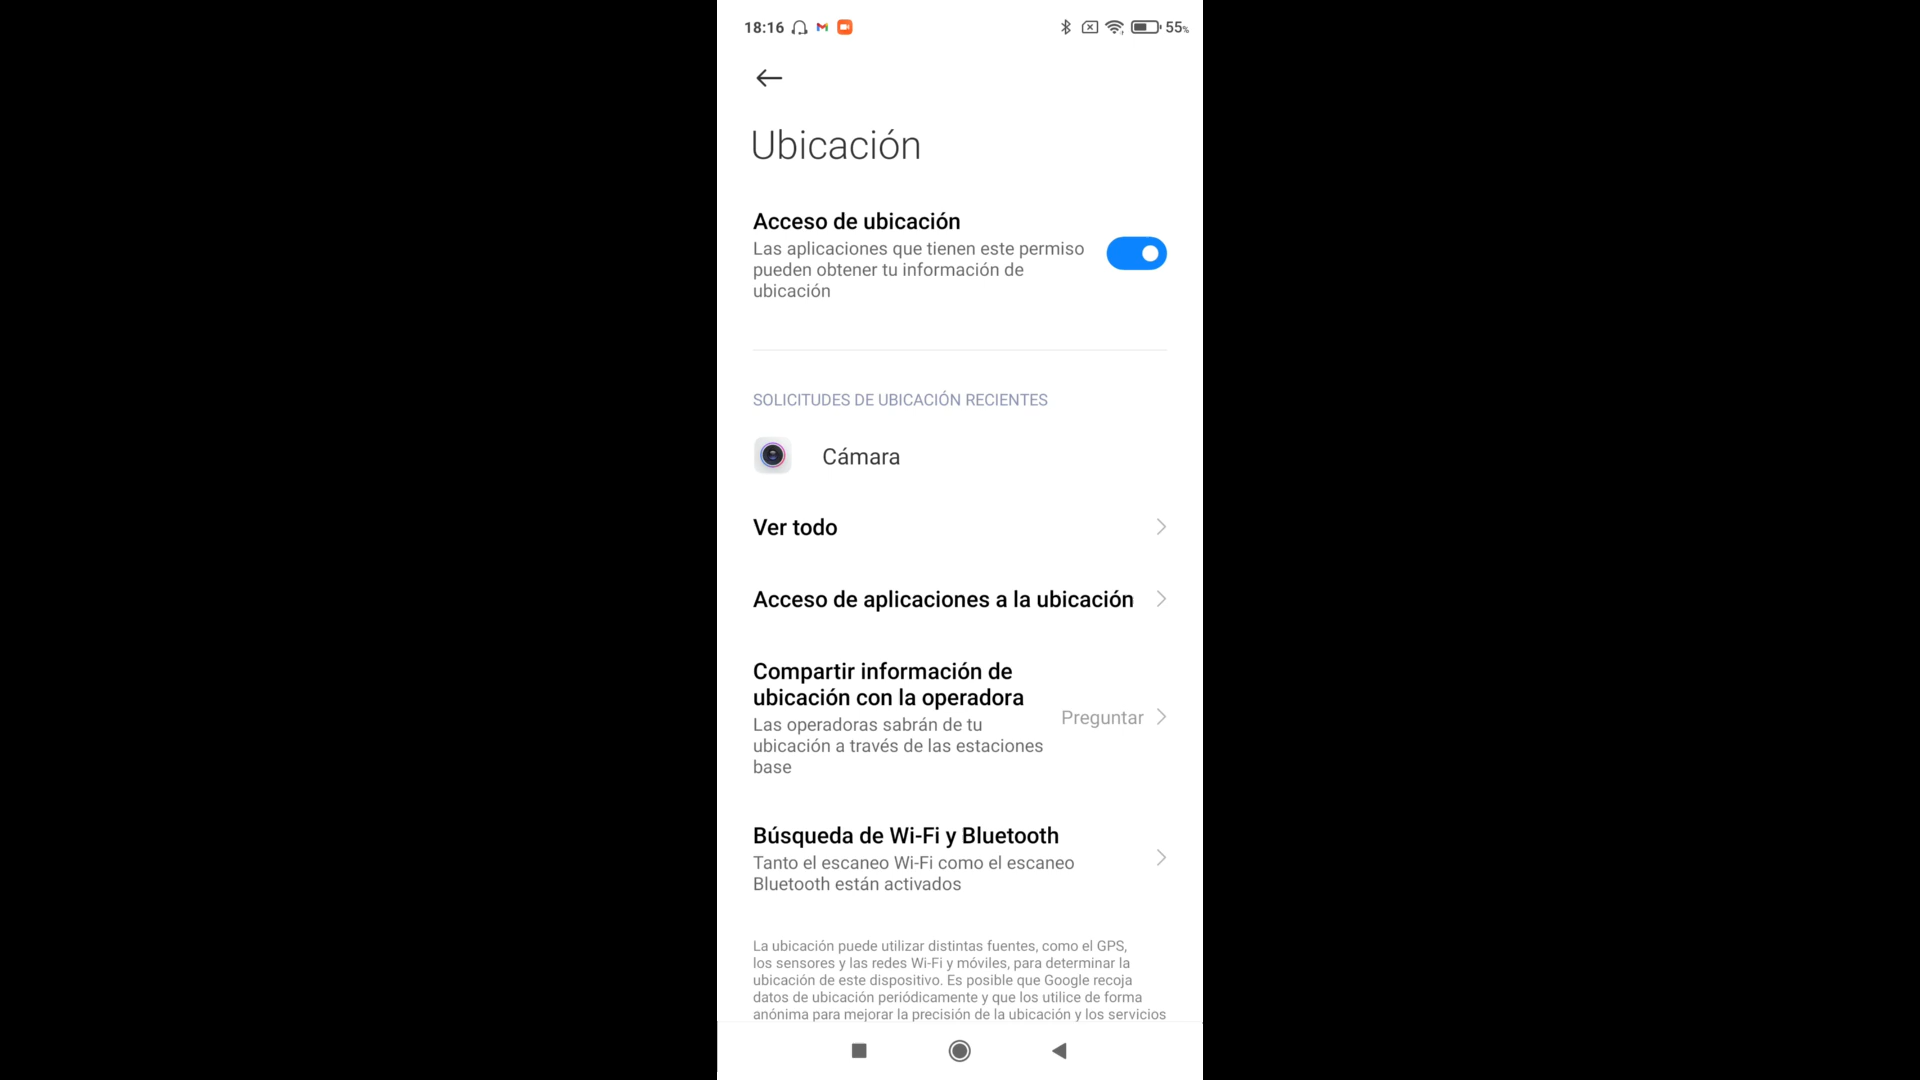 18:16
55%
Ubicación
Acceso de ubicación
Las aplicaciones que tienen este permiso
pueden obtener tu información de
ubicación
SOLICITUDES DE UBICACIÓN RECIENTES
Cámara
Ver todo
Acceso de aplicaciones a la ubicación
Compartir información de
ubicación con la operadora
Las operadoras sabrán de tu
ubicación a través de las estaciones
base
Preguntar
Búsqueda de Wi-Fi y Bluetooth
Tanto el escaneo Wi-Fi como el escaneo
Bluetooth están activados
La ubicación puede utilizar distintas fuentes, como el GPS,
los sensores y las redes Wi-Fi y móviles, para determinar la
ubicación de este dispositivo. Es posible que Google recoja
datos de ubicación periódicamente y que los utilice de forma
anónima para mejorar la precisión de la ubicación y los servicios